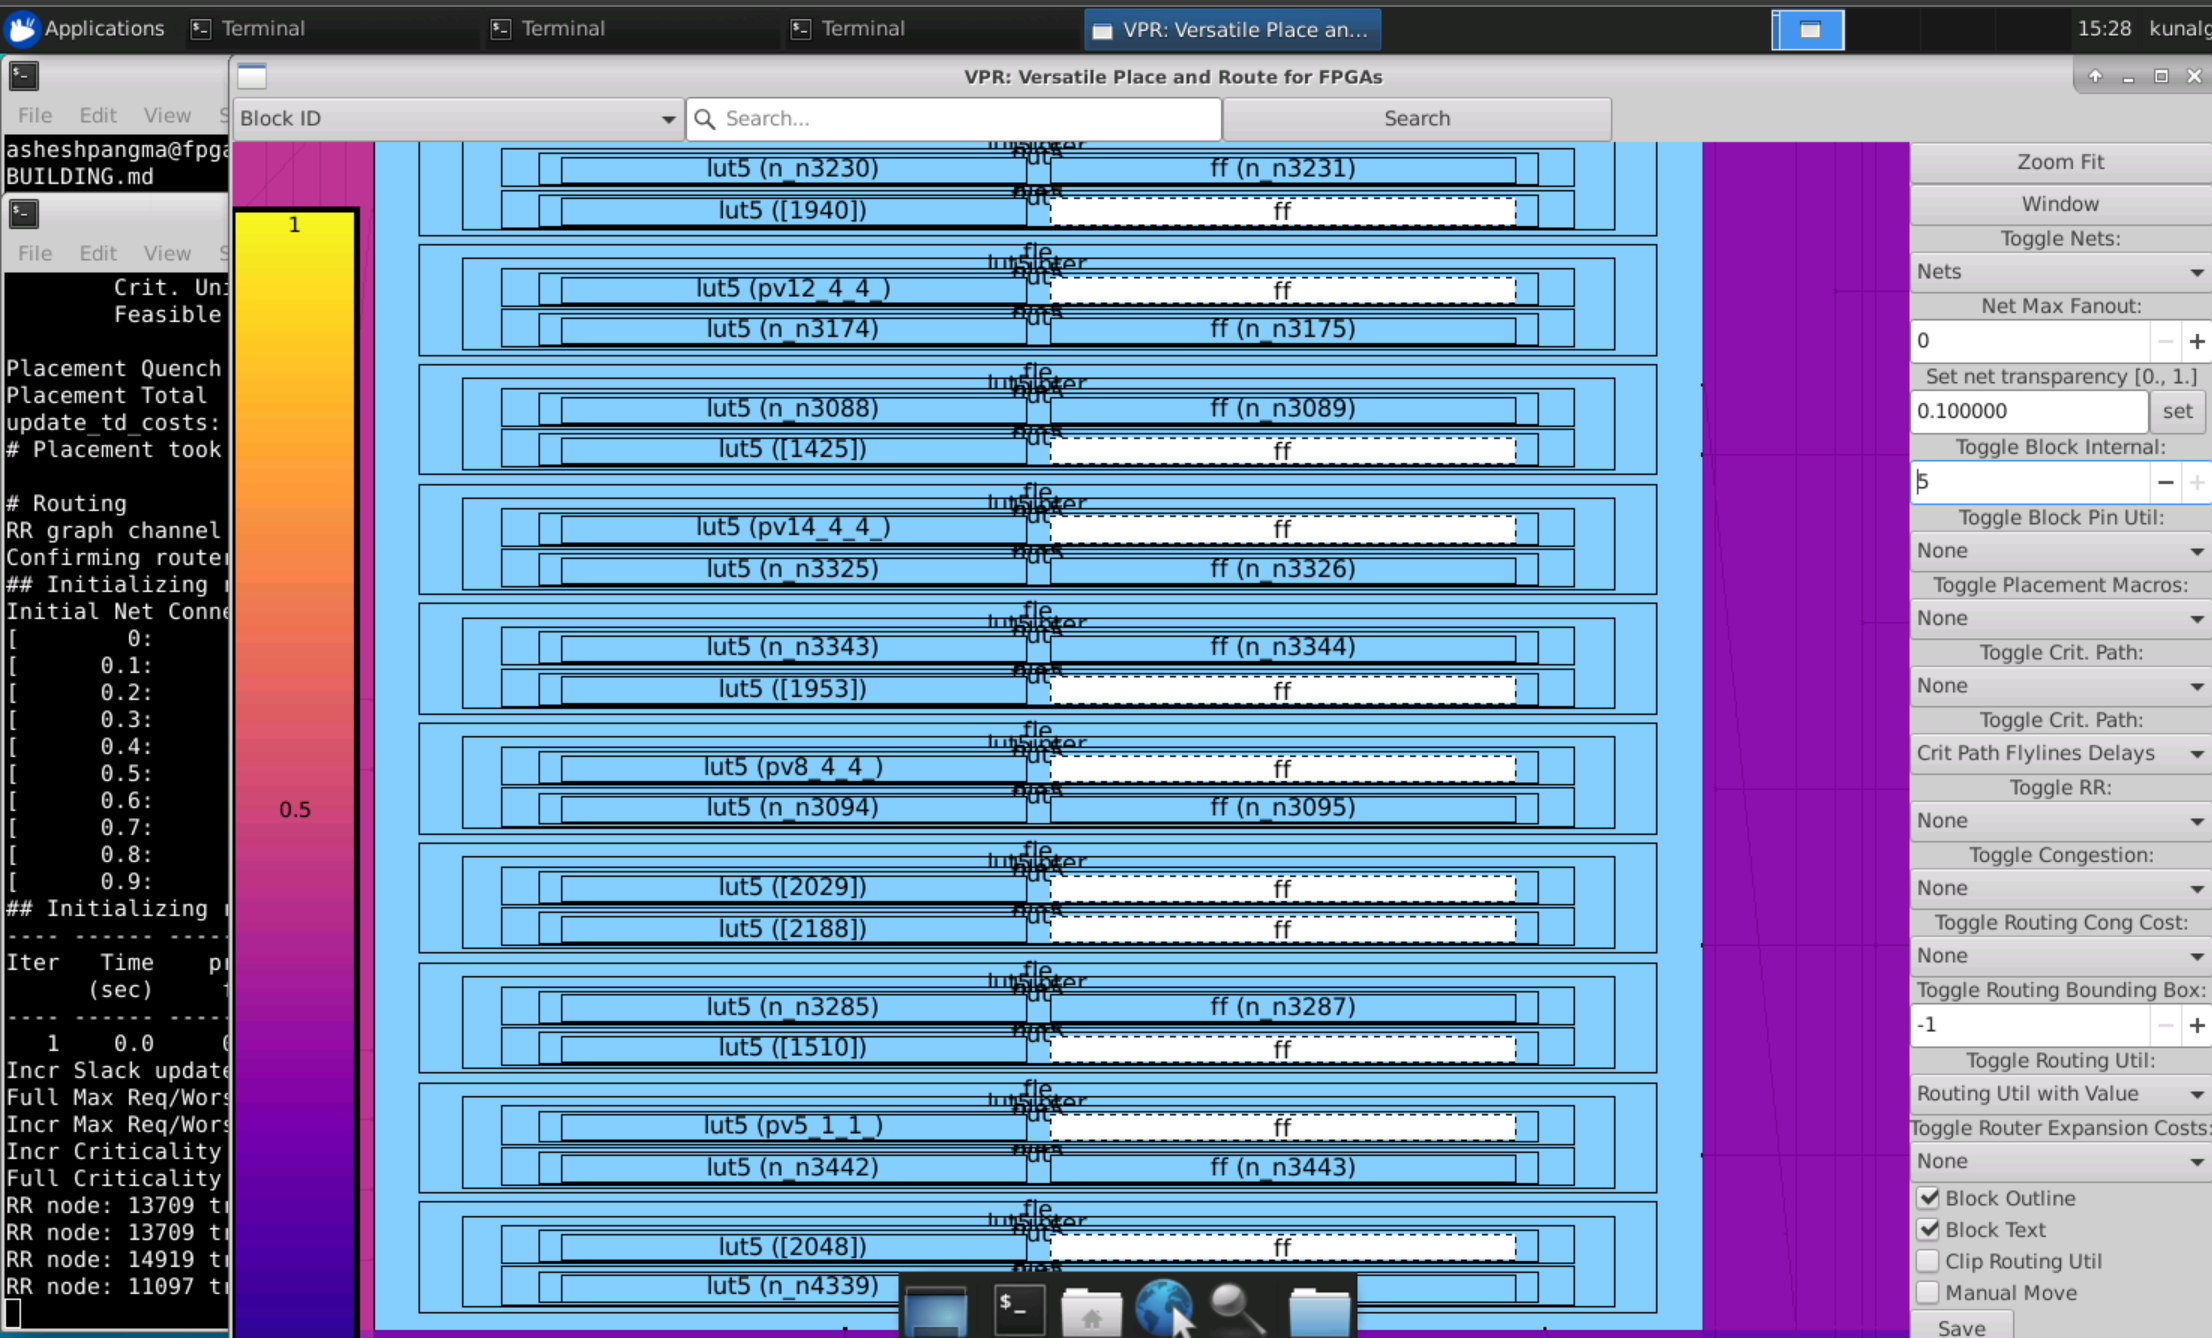 Applications
Terminal
Terminal
Terminal
VPR: Versatile Place an...
15:28 kunalg
VPR: Versatile Place and Route for FPGAs
Block ID
Search...
Search
File Edit View
asheshpangma@fpga
BUILDING.md
File Edit View
Crit. Uni
Feasible
Placement Quench
Placement Total
update_td_costs:
# Placement took
# Routing
RR graph channel
Confirming router
## Initializing
Initial Net Conne
[ 0:
[ 0.1:
[ 0.2:
[ 0.3:
[ 0.4:
[ 0.5:
[ 0.6:
[ 0.7:
[ 0.8:
[ 0.9:
## Initializing
---- ------ -----
Iter Time
(sec)
---- ------ -----
1 0.0
Incr Slack update
Full Max Req/Wors
Incr Max Req/Wors
Incr Criticality
Full Criticality
RR node: 13709
RR node: 13709
RR node: 14919
RR node: 11097
1
0.5
lut5 (n_n3230) ff (n_n3231)
lut5 ([1940]) ff
fle
lut5 (pv12_4_4_) ff
lut5 (n_n3174) ff (n_n3175)
fle
lut5 (n_n3088) ff (n_n3089)
lut5 ([1425]) ff
fle
lut5 (pv14_4_4_) ff
lut5 (n_n3325) ff (n_n3326)
fle
lut5 (n_n3343) ff (n_n3344)
lut5 ([1953]) ff
fle
lut5 (pv8_4_4_) ff
lut5 (n_n3094) ff (n_n3095)
fle
lut5 ([2029]) ff
lut5 ([2188]) ff
fle
lut5 (n_n3285) ff (n_n3287)
lut5 ([1510]) ff
fle
lut5 (pv5_1_1_) ff
lut5 (n_n3442) ff (n_n3443)
fle
lut5 ([2048]) ff
lut5 (n_n4339)
Zoom Fit
Window
Toggle Nets:
Nets
Net Max Fanout:
0
Set net transparency [0., 1.]
0.100000 set
Toggle Block Internal:
5
Toggle Block Pin Util:
None
Toggle Placement Macros:
None
Toggle Crit. Path:
None
Toggle Crit. Path:
Crit Path Flylines Delays
Toggle RR:
None
Toggle Congestion:
None
Toggle Routing Cong Cost:
None
Toggle Routing Bounding Box:
-1
Toggle Routing Util:
Routing Util with Value
Toggle Router Expansion Costs:
None
Block Outline
Block Text
Clip Routing Util
Manual Move
Save